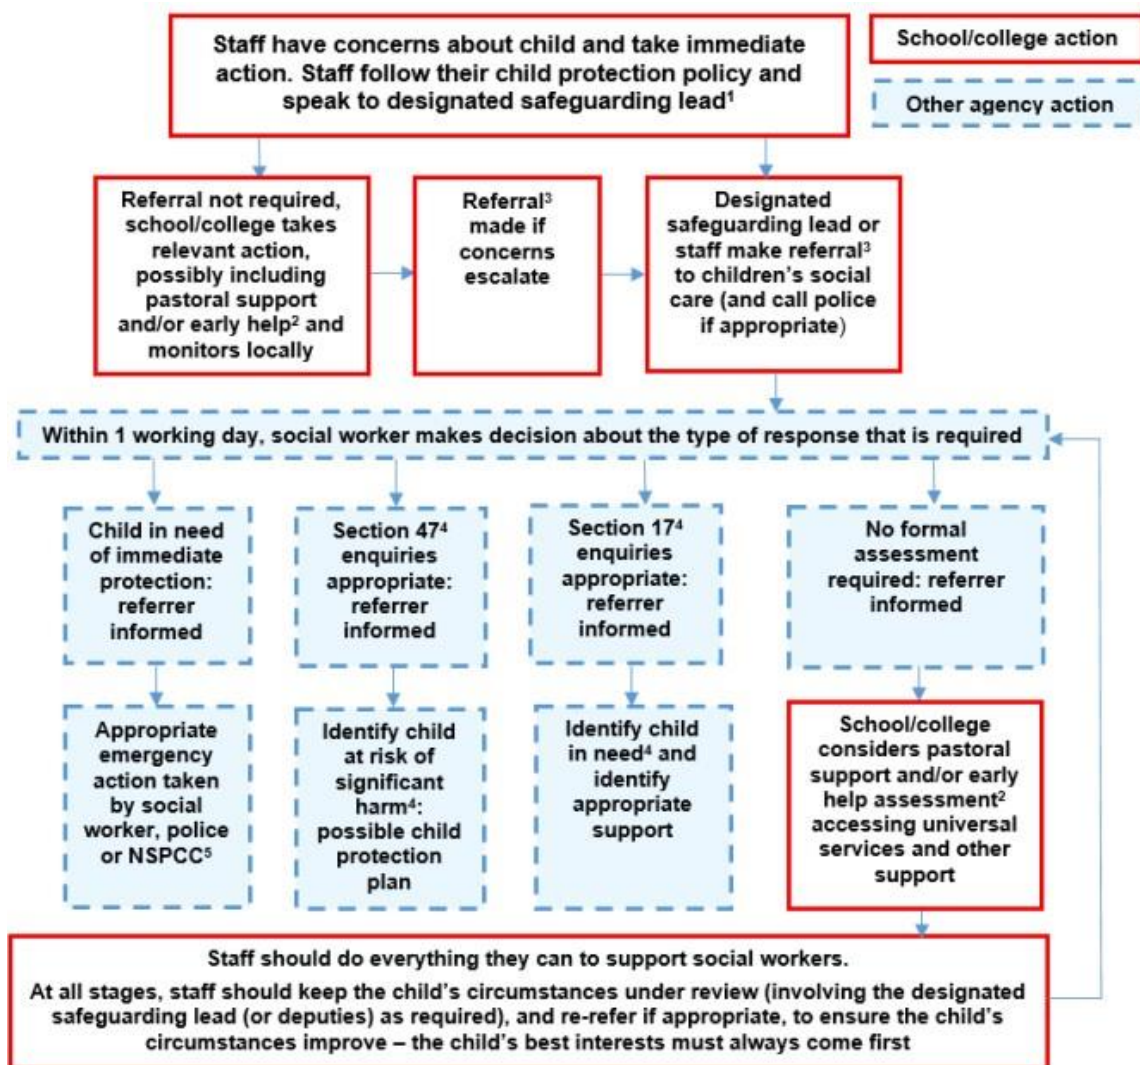 Staff have concerns about child and take immediate
action. Staff follow their child protection policy and
speak to designated safeguarding lead¹
School/college action
Other agency action
Referral not required,
school/college takes
relevant action,
possibly including
pastoral support
and/or early help² and
monitors locally
Referral³
made if
concerns
escalate
Designated
safeguarding lead or
staff make referral³
to children’s social
care (and call police
if appropriate)
Within 1 working day, social worker makes decision about the type of response that is required
Child in need
of immediate
protection:
referrer
informed
Section 47⁴
enquiries
appropriate:
referrer
informed
Section 17⁴
enquiries
appropriate:
referrer
informed
No formal
assessment
required: referrer
informed
Appropriate
emergency
action taken
by social
worker, police
or NSPCC⁵
Identify child
at risk of
significant
harm⁴:
possible child
protection
plan
Identify child
in need⁴ and
identify
appropriate
support
School/college
considers pastoral
support and/or early
help assessment²
accessing universal
services and other
support
Staff should do everything they can to support social workers.
At all stages, staff should keep the child’s circumstances under review (involving the designated
safeguarding lead (or deputies) as required), and re-refer if appropriate, to ensure the child’s
circumstances improve – the child’s best interests must always come first